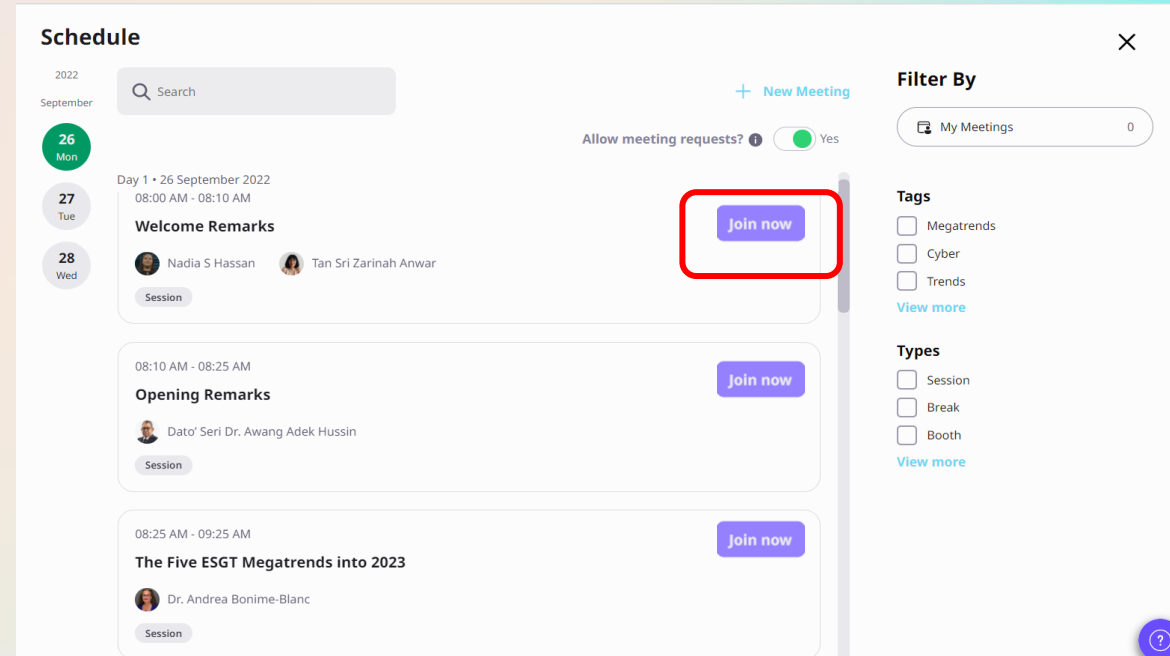 Schedule
2022
September
26
Mon
27
Tue
28
Wed
Search
New Meeting
Allow meeting requests? i Yes
Day 1 • 26 September 2022
08:00 AM - 08:10 AM
Welcome Remarks
Join now
Nadia S Hassan Tan Sri Zarinah Anwar
Session
08:10 AM - 08:25 AM
Opening Remarks
Join now
Dato’ Seri Dr. Awang Adek Hussin
Session
08:25 AM - 09:25 AM
The Five ESGT Megatrends into 2023
Join now
Dr. Andrea Bonime-Blanc
Session
Filter By
My Meetings 0
Tags
Megatrends
Cyber
Trends
View more
Types
Session
Break
Booth
View more
?